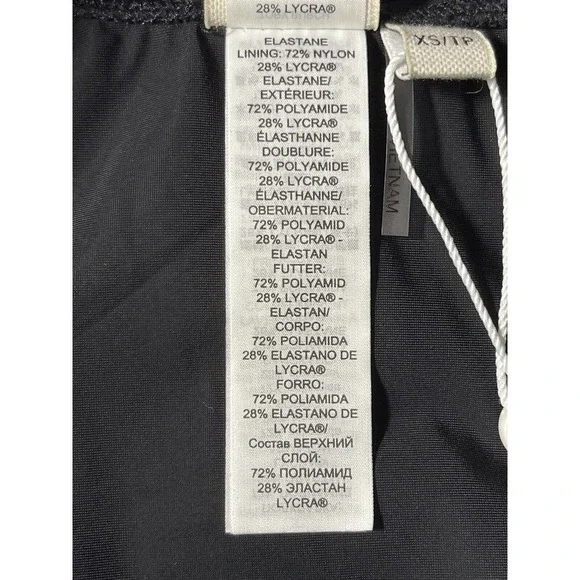 28% LYCRA®
ELASTANE
LINING: 72% NYLON
28% LYCRA®
ELASTANE/
EXTÉRIEUR:
72% POLYAMIDE
28% LYCRA®
ÉLASTHANNE
DOUBLURE:
72% POLYAMIDE
28% LYCRA®
ÉLASTHANNE/
OBERMATERIAL:
72% POLYAMID
28% LYCRA® -
ELASTAN
FUTTER:
72% POLYAMID
28% LYCRA® -
ELASTAN/
CORPO:
72% POLIAMIDA
28% ELASTANO DE
LYCRA®
FORRO:
72% POLIAMIDA
28% ELASTANO DE
LYCRA®/
Состав ВЕРХНИЙ
СЛОЙ:
72% ПОЛИАМИД
28% ЭЛАСТАН
LYCRA®
XS/TP
ETNAM